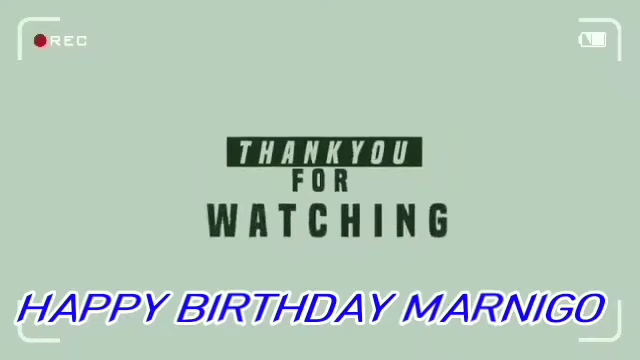 REC
THANKYOU
FOR
WATCHING
HAPPY BIRTHDAY MARNIGO